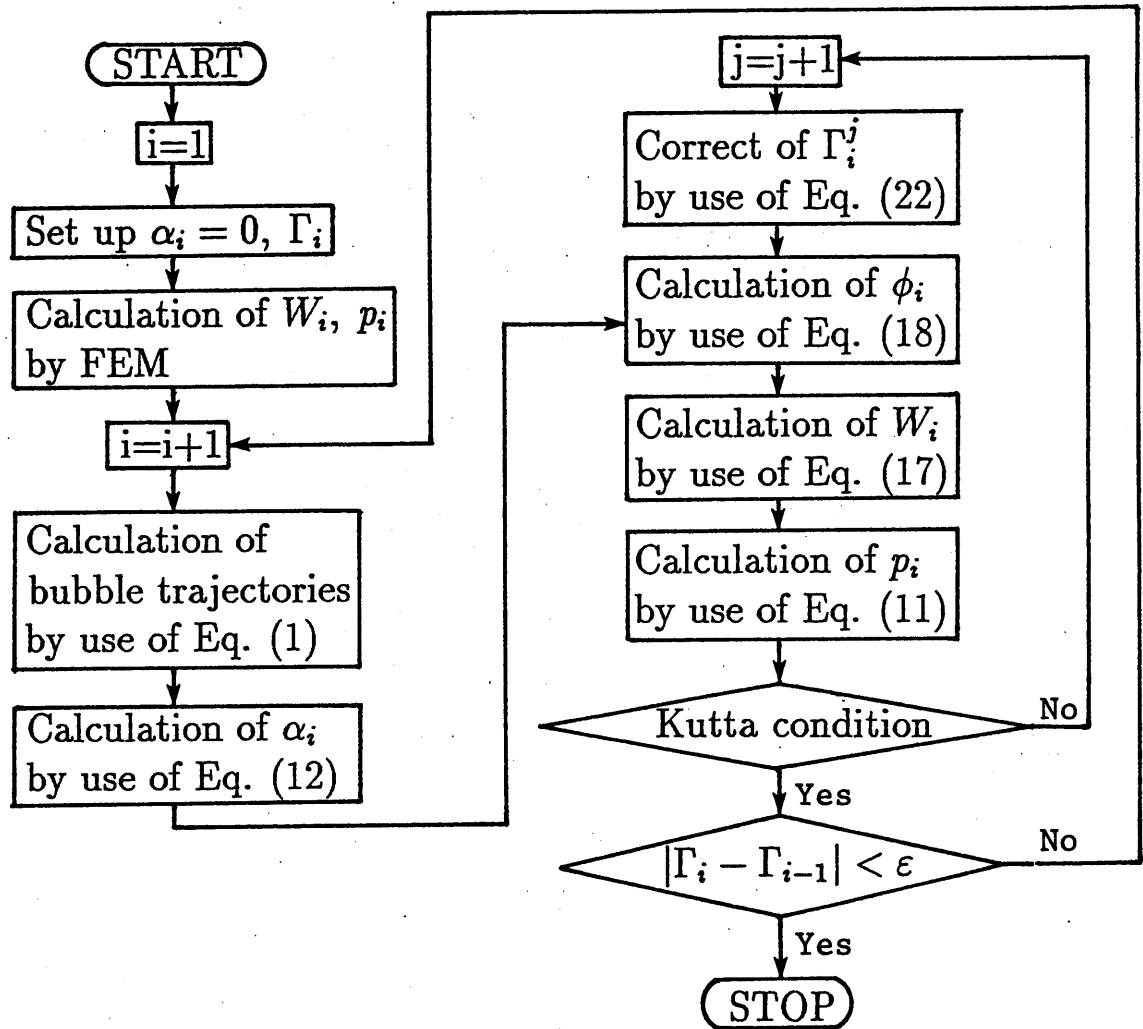 START
i=1
Set up αᵢ = 0, Γᵢ
Calculation of Wᵢ, pᵢ
by FEM
i=i+1
Calculation of
bubble trajectories
by use of Eq. (1)
Calculation of αᵢ
by use of Eq. (12)
j=j+1
Correct of Γᵢʲ
by use of Eq. (22)
Calculation of ϕᵢ
by use of Eq. (18)
Calculation of Wᵢ
by use of Eq. (17)
Calculation of pᵢ
by use of Eq. (11)
Kutta condition
No
Yes
|Γᵢ − Γᵢ₋₁| < ε
No
Yes
STOP